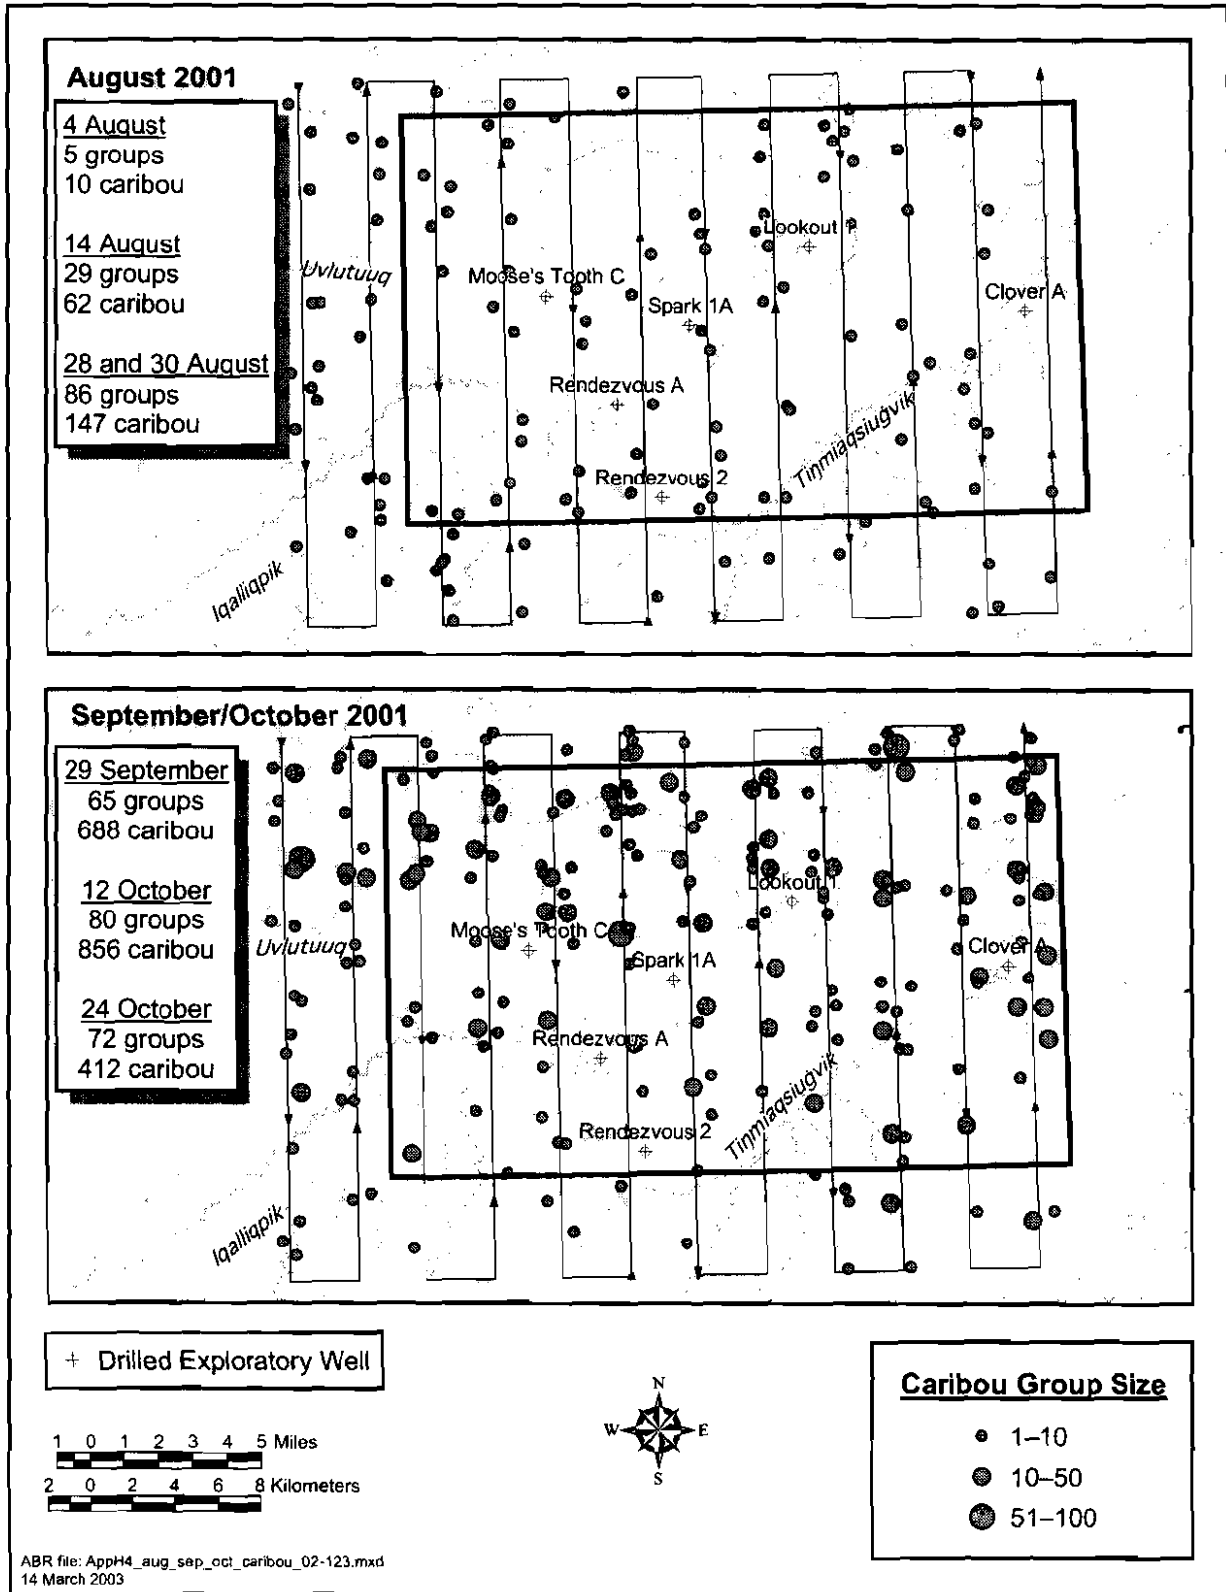 August 2001
4 August
5 groups
10 caribou
14 August
29 groups
62 caribou
28 and 30 August
86 groups
147 caribou
Uvlutuuq
Lookout 1
Moose's Tooth C
Clover A
Spark 1A
Rendezvous A
Tiŋmiaqsiuġvik
Rendezvous 2
Iqalliqpik
September/October 2001
29 September
65 groups
688 caribou
12 October
80 groups
856 caribou
24 October
72 groups
412 caribou
Lookout 1
Moose's Tooth C
Uvlutuuq
Clover A
Spark 1A
Rendezvous A
Tiŋmiaqsiuġvik
Rendezvous 2
Iqalliqpik
Drilled Exploratory Well
1 0 1 2 3 4 5 Miles
2 0 2 4 6 8 Kilometers
N
W E
S
Caribou Group Size
1–10
10–50
51–100
ABR file: AppH4_aug_sep_oct_caribou_02-123.mxd
14 March 2003